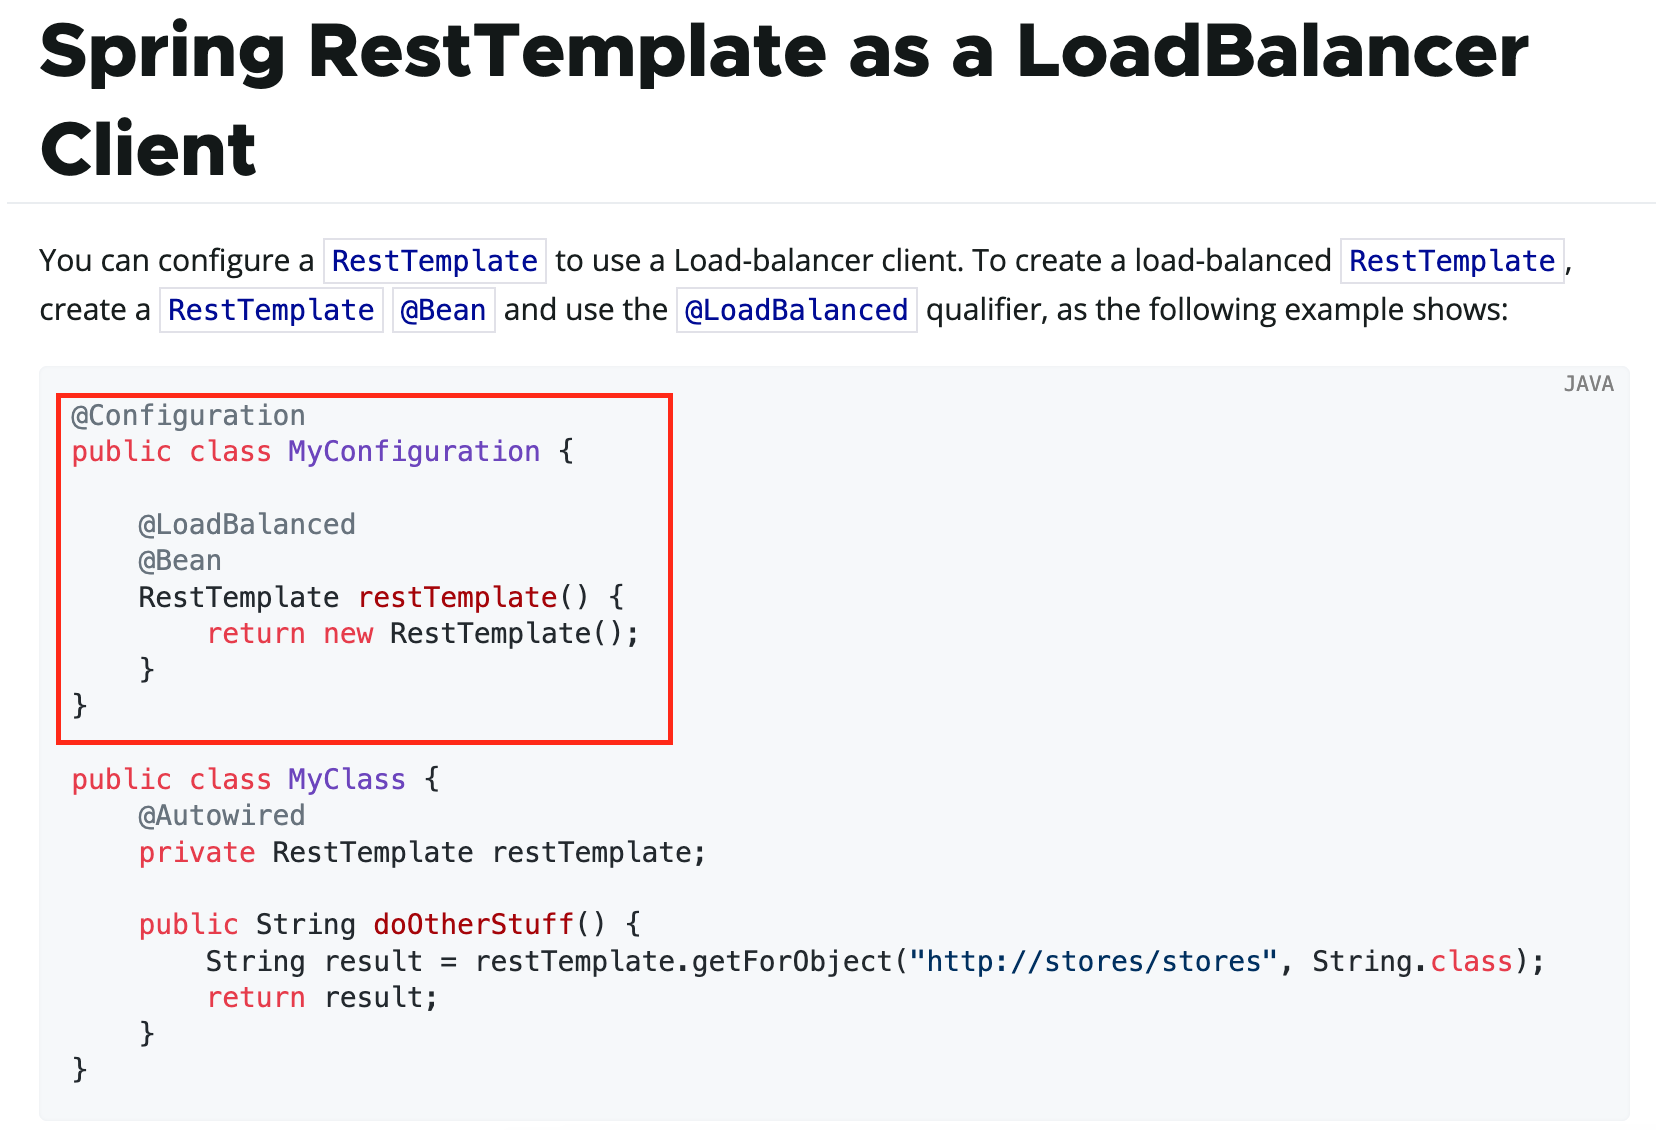 Spring RestTemplate as a LoadBalancer
Client
You can configure a RestTemplate to use a Load-balancer client. To create a load-balanced RestTemplate,
create a RestTemplate @Bean and use the @LoadBalanced qualifier, as the following example shows:
JAVA
@Configuration
public class MyConfiguration {
    @LoadBalanced
    @Bean
    RestTemplate restTemplate() {
        return new RestTemplate();
    }
}
public class MyClass {
    @Autowired
    private RestTemplate restTemplate;
    public String doOtherStuff() {
        String result = restTemplate.getForObject("http://stores/stores", String.class);
        return result;
    }
}